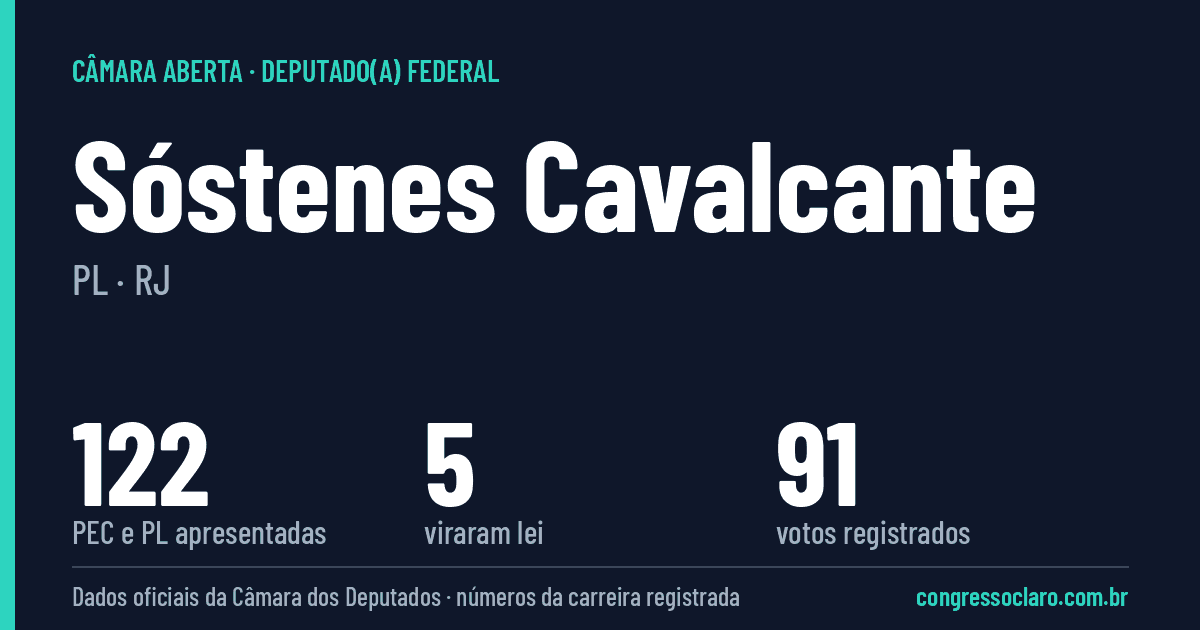 CÂMARA ABERTA · DEPUTADO(A) FEDERAL
Sóstenes Cavalcante
PL · RJ
122 5 91
PEC e PL apresentadas viraram lei votos registrados
Dados oficiais da Câmara dos Deputados · números da carreira registrada congressoclaro.com.br